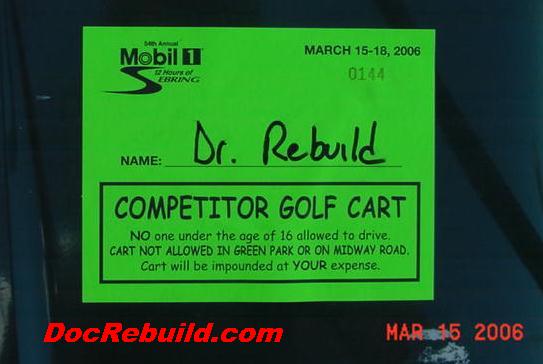 54th Annual
Mobil 1
12 Hours of
SEBRING
MARCH 15-18, 2006
0144
NAME: Dr. Rebuild
COMPETITOR GOLF CART
NO one under the age of 16 allowed to drive.
CART NOT ALLOWED IN GREEN PARK OR ON MIDWAY ROAD.
Cart will be impounded at YOUR expense.
DocRebuild.com
MAR 15 2006